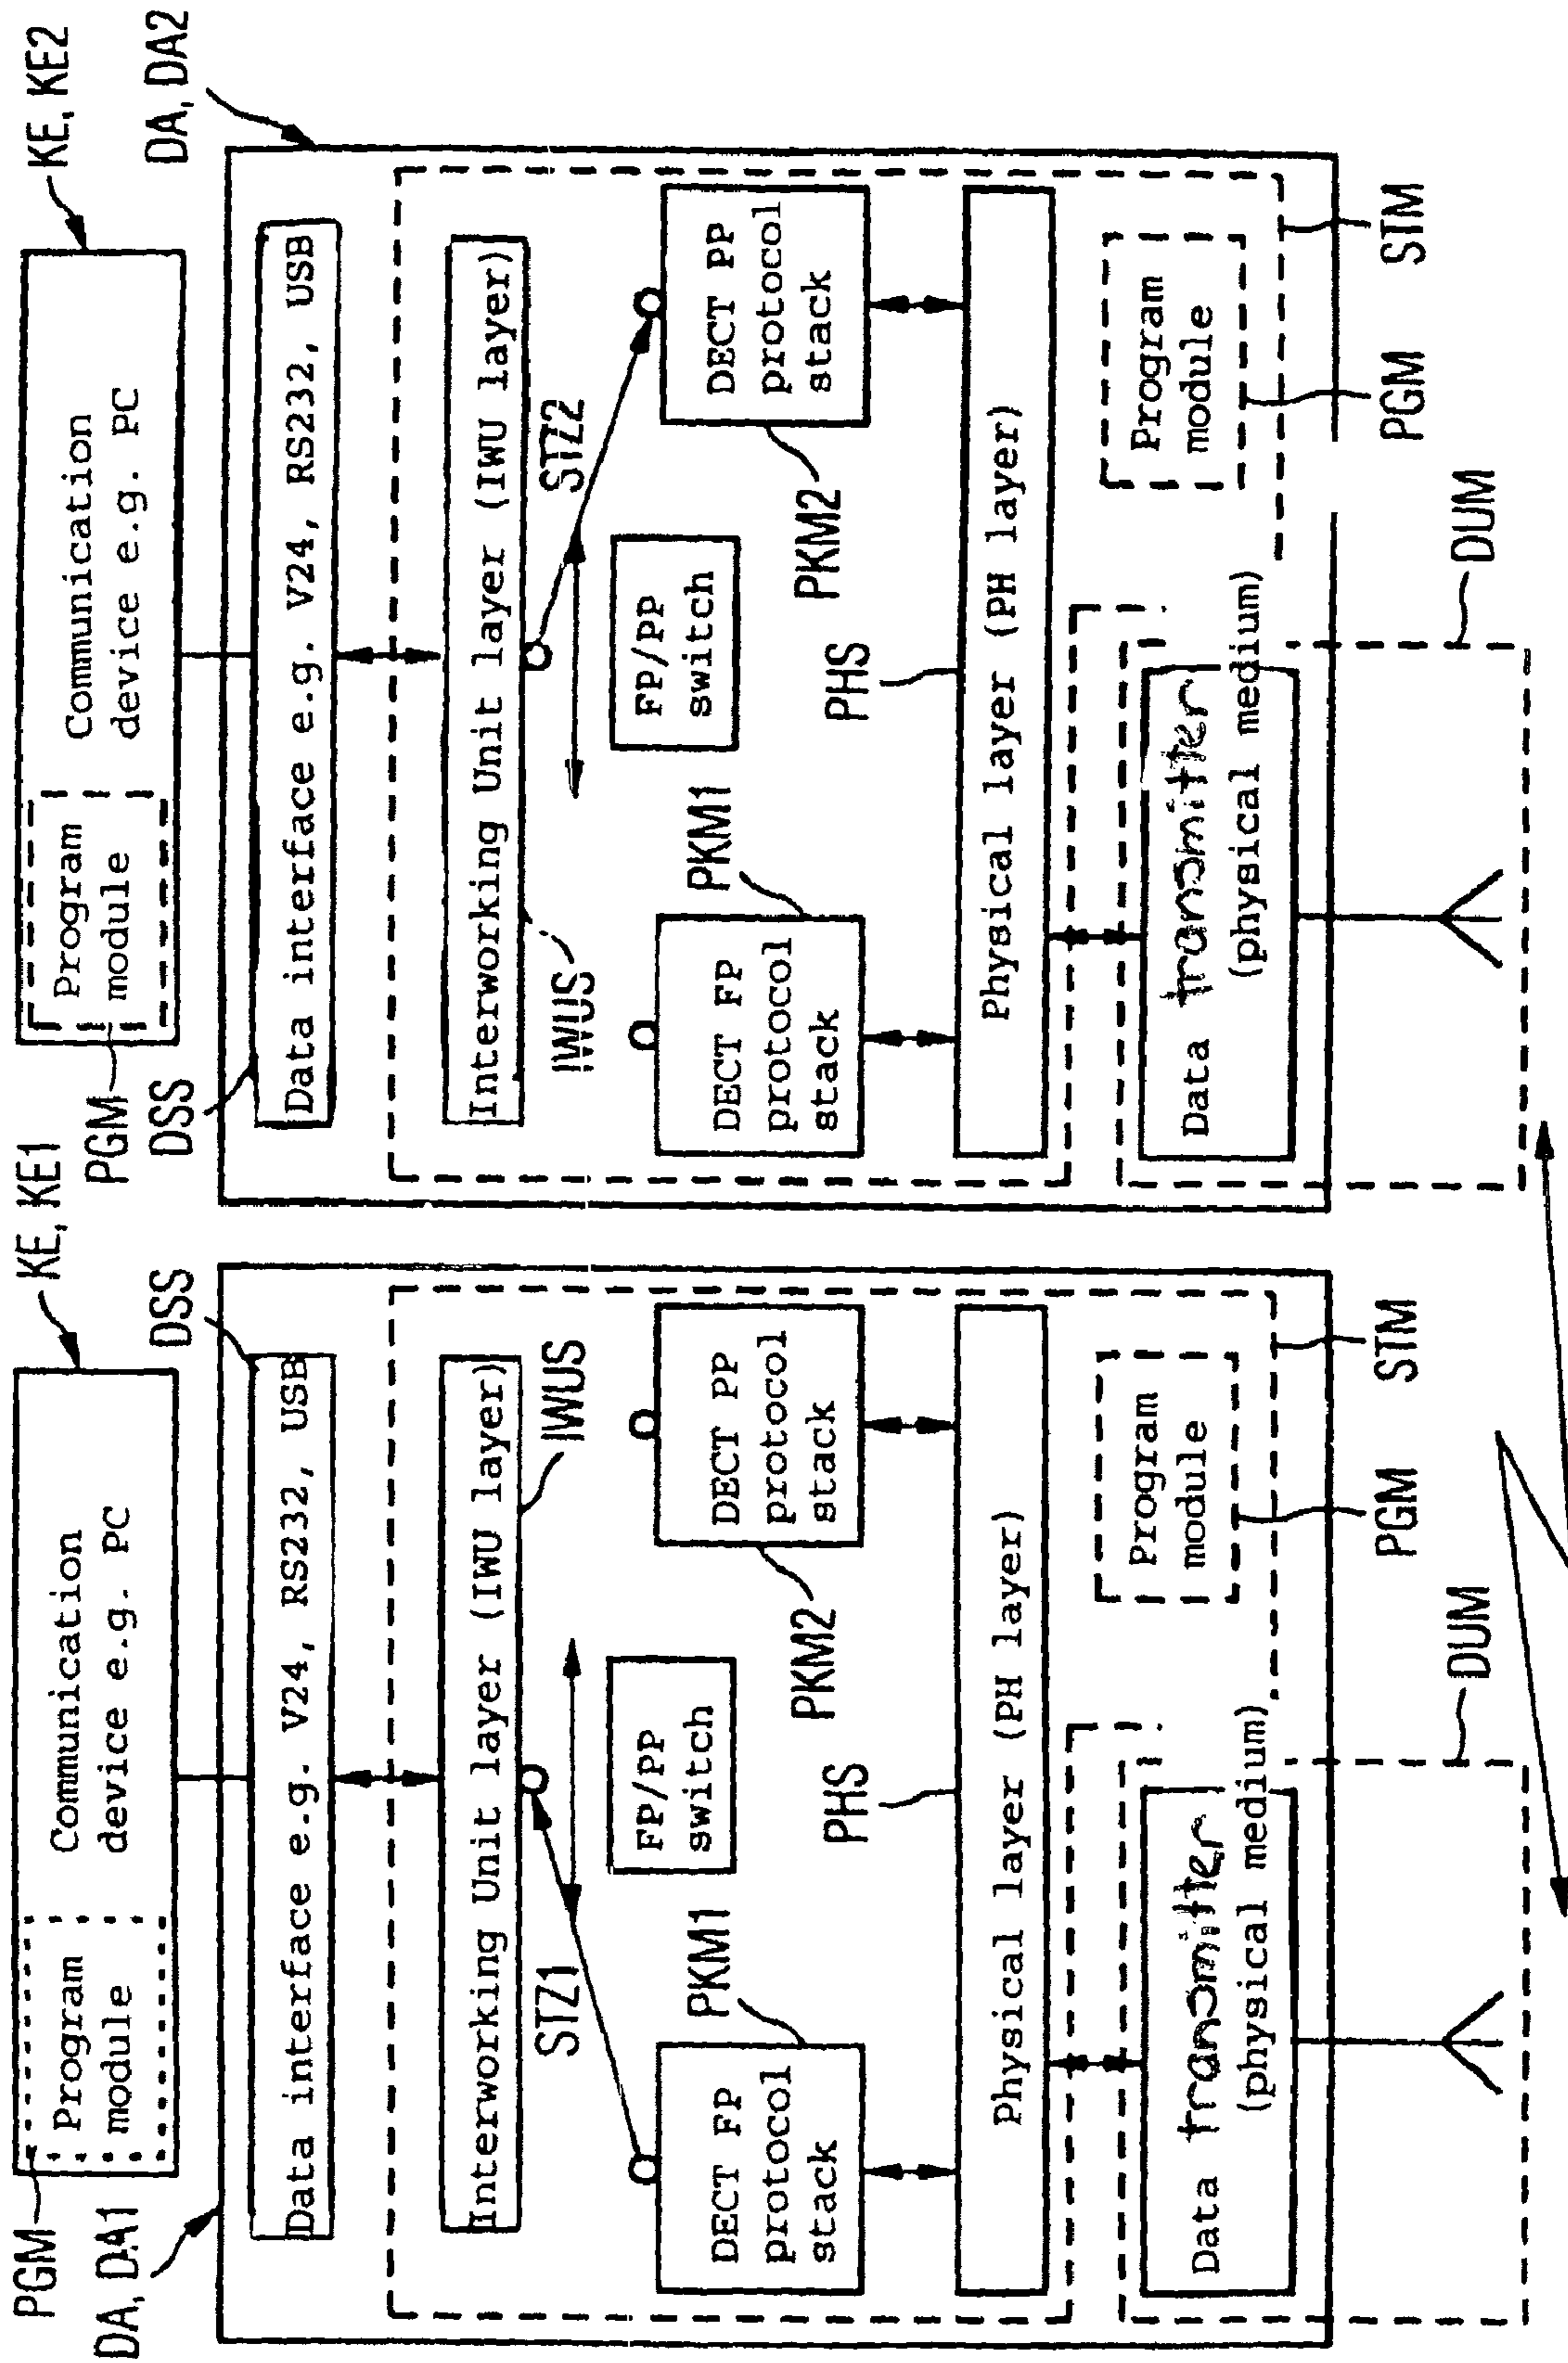 PGM
DA, DA1
KE, KE1
DSS
Program
module
Communication
device e.g. PC
Data interface e.g. V24, RS232, USB
Interworking Unit layer (IWU layer)
IWUS
STZ1
FP/PP
switch
PKM1
PKM2
DECT FP
protocol
stack
DECT PP
protocol
stack
PHS
Physical layer (PH layer)
Data transmitter
(physical medium)
Program
module
PGM
STM
DUM
PGM
DSS
KE, KE2
DA, DA2
Program
module
Communication
device e.g. PC
Data interface e.g. V24, RS232, USB
Interworking Unit layer (IWU layer)
IWUS
STZ2
FP/PP
switch
PKM1
PKM2
DECT FP
protocol
stack
DECT PP
protocol
stack
PHS
Physical layer (PH layer)
Data transmitter
(physical medium)
Program
module
PGM
STM
DUM